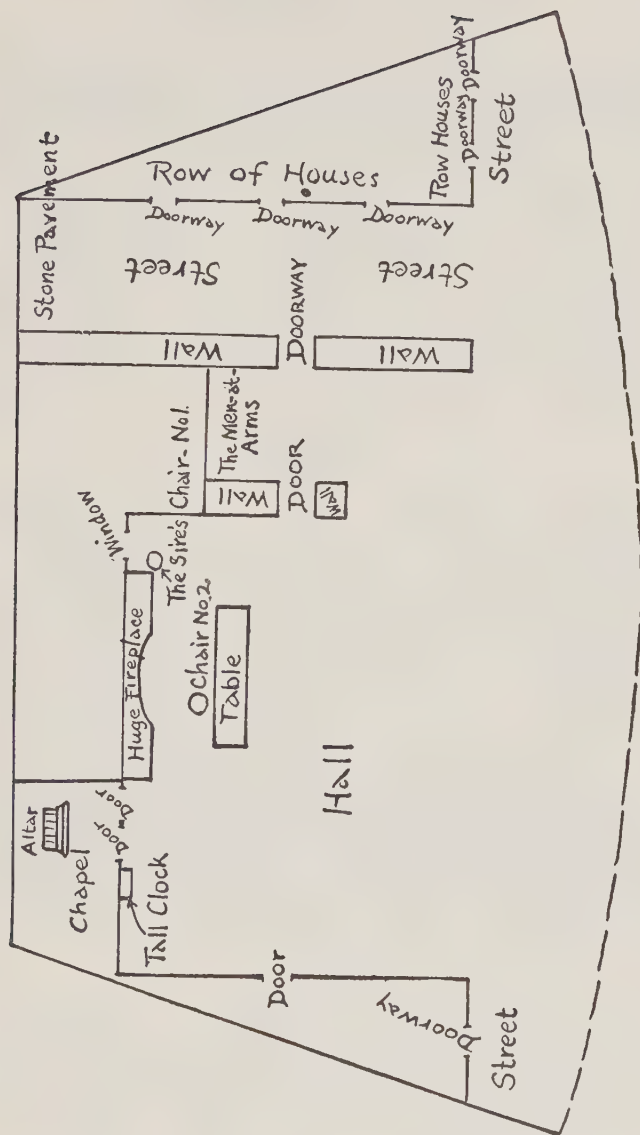 Altar
Chapel
Door
Door
Tall Clock
Huge Fireplace
Window
The Sire's Chair-No1.
Chair No.2
Table
Hall
Door
Doorway
Street
Wall
DOOR
Wall
The Men-at-
Arms
Wall
DOORWAY
Wall
Stone Pavement
Street
Street
Doorway
Doorway
Doorway
Row of Houses
Row Houses
Doorway
Doorway
Street